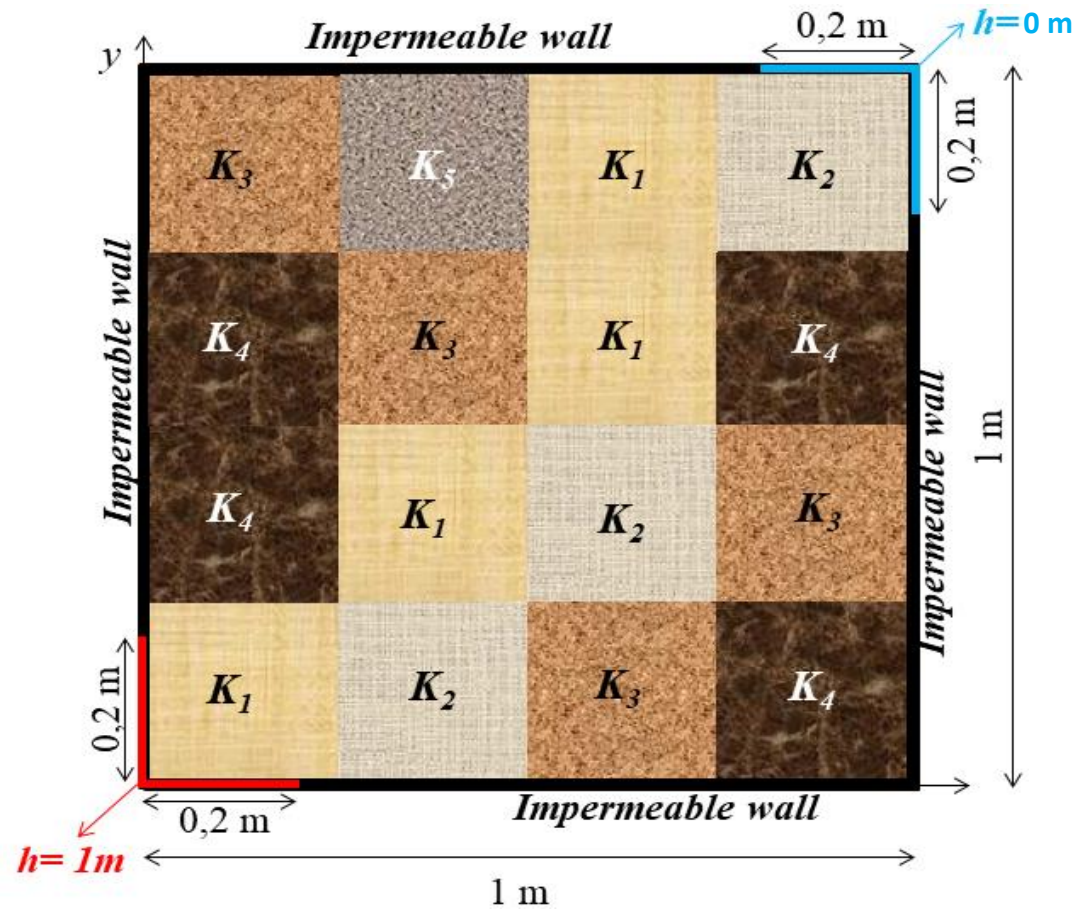 0,2 m
h=0 m
Impermeable wall
y
K3 K5 K1 K2
0,2 m
Impermeable wall
K4 K3 K1 K4
1 m
K4 K1 K2 K3
Impermeable wall
0,2 m
K1 K2 K3 K4
0,2 m
Impermeable wall
h= 1m
1 m